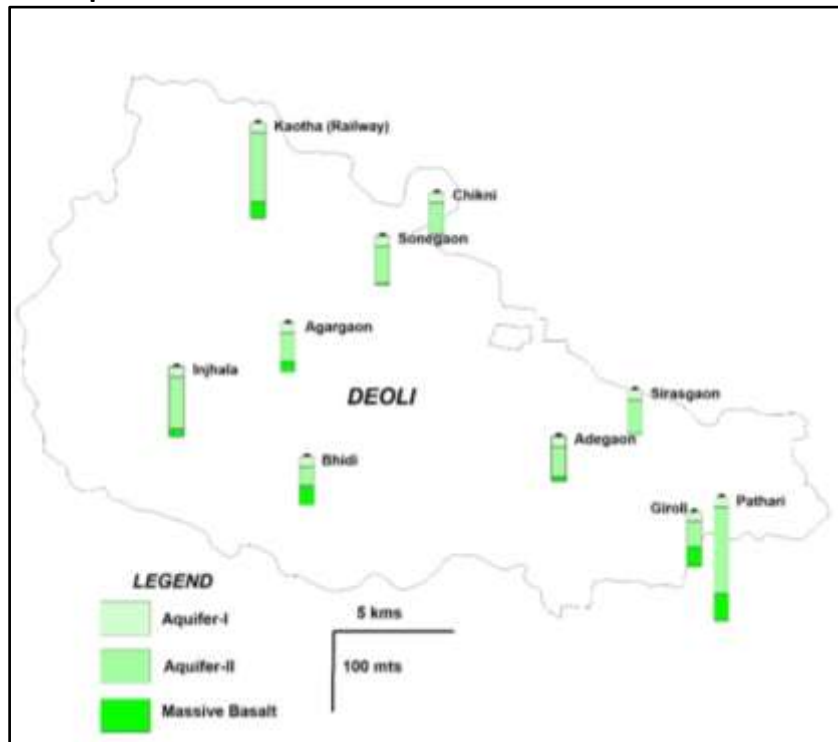 Kaotha (Railway)
Chikni
Sonegaon
Agargaon
Injhala
DEOLI
Sirasgaon
Adegaon
Bhidi
Giroli
Pathari
LEGEND
5 kms
Aquifer-I
100 mts
Aquifer-II
Massive Basalt